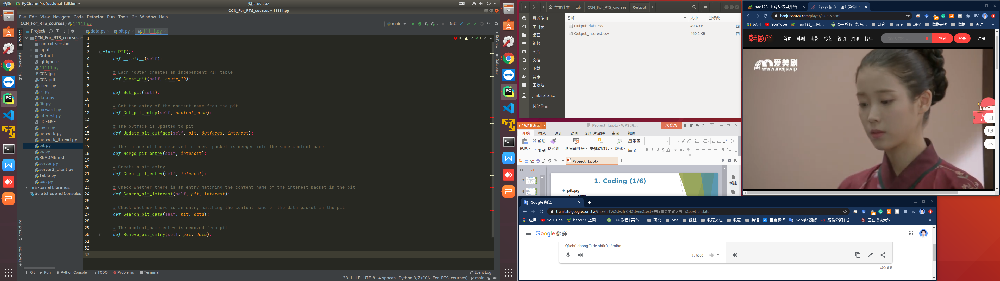 活动
PyCharm Professional Edition
週六 05：42
CCN_For_RTS_courses – 11111.py
File Edit View Navigate Code Refactor Run Tools Git Window Help
CCN_For_RTS_courses 11111.py
main
Git:
Project
data.py
pit.py
11111.py
10 12 1
CCN_For_RTS_courses
control_version
Input
Output
.gitignore
11111.py
CCN.jpg
CCN.pdf
client.py
cs.py
data.py
fib.py
forward.py
interest.py
LICENSE
main.py
network.py
network_thread.py
pit.py
ps.py
README.md
server.py
server3_client.py
Table.py
test.py
External Libraries
Scratches and Consoles
Project
Pull Requests
Structure
Favorites
SciView
Database
1
2
3 class PIT():
4 def __init__(self):
5
6 # Each router creates an independent PIT table
7 def Creat_pit(self, route_ID):
8
9 def Get_pit(self):
10
11 # Get the entry of the content name from the pit
12 def Get_pit_entry(self, content_name):
13
14 # The outface is updated to pit
15 def Update_pit_outface(self, pit, Outfaces, interest):
16
17 # The inface of the received interest packet is merged into the same content name
18 def Merge_pit_entry(self, interest):
19
20 # Create a pit entry
21 def Creat_pit_entry(self, interest):
22
23 # Check whether there is an entry matching the content name of the interest packet in the pit
24 def Search_pit_interest(self, pit, interest):
25
26 # Check whether there is an entry matching the content name of the data packet in the pit
27 def Search_pit_data(self, pit, data):
28
29 # The content_name entry is removed from pit
30 def Remove_pit_entry(self, pit, data):
31
32
33
Git Run Python Console TODO Problems Terminal Event Log
33:1 LF UTF-8 4 spaces Python 3.7 (CCN_For_RTS_courses) main
主文件夹 zjb CCN_For_RTS_courses Output
最近使用
主目录
桌面
视频
图片
文档
下载
音乐
回收站
jimbinzhan…
其他位置
名称 大小 已修改
Output_data.csv 49.4 KB 四
Output_interest.csv 460.2 KB 四
WPS 演示
Project II.pptx - WPS 演示
未登录
开始 插入 设计 动画 幻灯片放映 审阅 视图
粘贴 剪切 复制 格式刷 从当前开始 新建幻灯片 版式 重置 节
Project II.pptx
7
8
1. Coding (1/6)
pit.py
新建
hao123_上网从这里开始
《步步惊心：丽》第9集
hanjutv2020.com/player/24936.html
应用 YouTube hao123_上网… C++ 教程 | 菜鸟… 研究 one 課程 收藏夹栏 收藏 英语
韩剧tv
首页 韩剧 电影 综艺 视频 资讯 榜单
搜剧
登录
注册
爱美剧
www.meiju.vip
Google 翻譯
translate.google.com.tw/?hl=zh-TW&sl=zh-CN&tl=en&text=去除重复的输入界面&op=translate
应用 YouTube hao123_上网… C++ 教程 | 菜鸟… 研究 one 課程 收藏夹栏 收藏 英语 百度翻译 Google 翻譯 服務分類 | 成… 國立成功大學…
Google 翻譯
Qùchú chóngfù de shūrù jièmiàn
9 / 5000
拼
提供意見